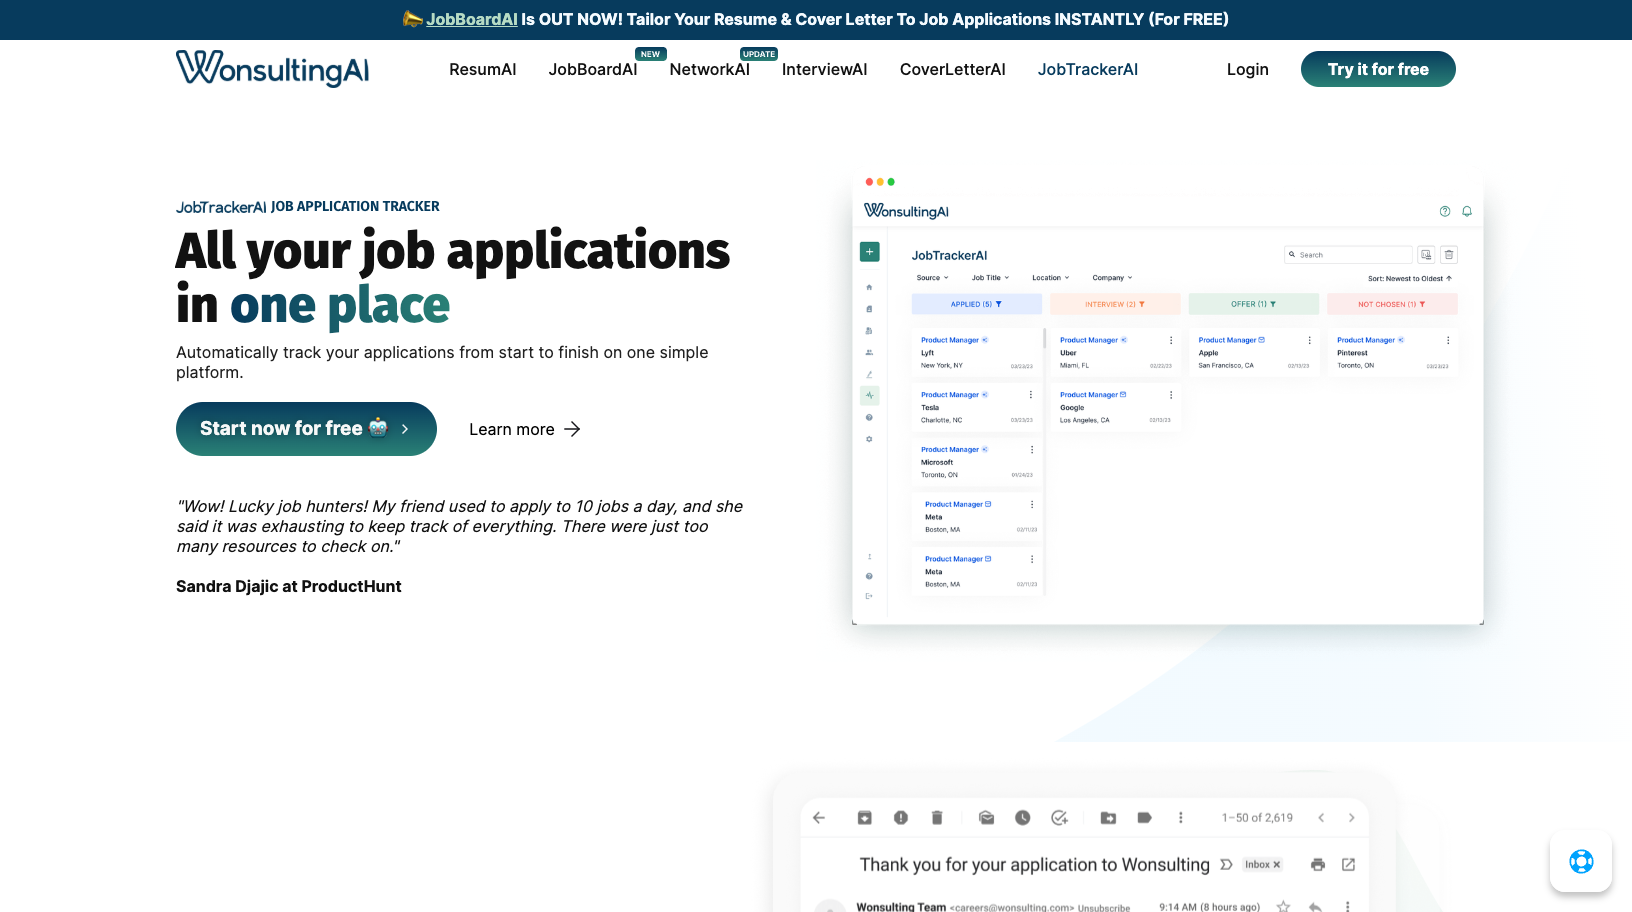 JobBoardAI Is OUT NOW! Tailor Your Resume & Cover Letter To Job Applications INSTANTLY (For FREE)
WonsultingAI
ResumAI
JobBoardAI
NEW
NetworkAI
UPDATE
InterviewAI
CoverLetterAI
JobTrackerAI
Login
Try it for free
JobTrackerAI JOB APPLICATION TRACKER
All your job applications
in one place
Automatically track your applications from start to finish on one simple
platform.
Start now for free
Learn more
"Wow! Lucky job hunters! My friend used to apply to 10 jobs a day, and she
said it was exhausting to keep track of everything. There were just too
many resources to check on."
Sandra Djajic at ProductHunt
WonsultingAI
JobTrackerAI
Search
Source
Job Title
Location
Company
Sort: Newest to Oldest
APPLIED (5)
INTERVIEW (2)
OFFER (1)
NOT CHOSEN (1)
Product Manager
Lyft
New York, NY
03/23/23
Product Manager
Uber
Miami, FL
02/22/23
Product Manager
Apple
San Francisco, CA
02/13/23
Product Manager
Pinterest
Toronto, ON
03/23/23
Product Manager
Tesla
Charlotte, NC
03/23/23
Product Manager
Google
Los Angeles, CA
03/10/23
Product Manager
Microsoft
Toronto, ON
01/24/23
Product Manager
Meta
Boston, MA
02/11/23
Product Manager
Meta
Boston, MA
02/11/23
1–50 of 2,619
Thank you for your application to Wonsulting
Inbox
Wonsulting Team <careers@wonsulting.com> Unsubscribe
9:14 AM (8 hours ago)